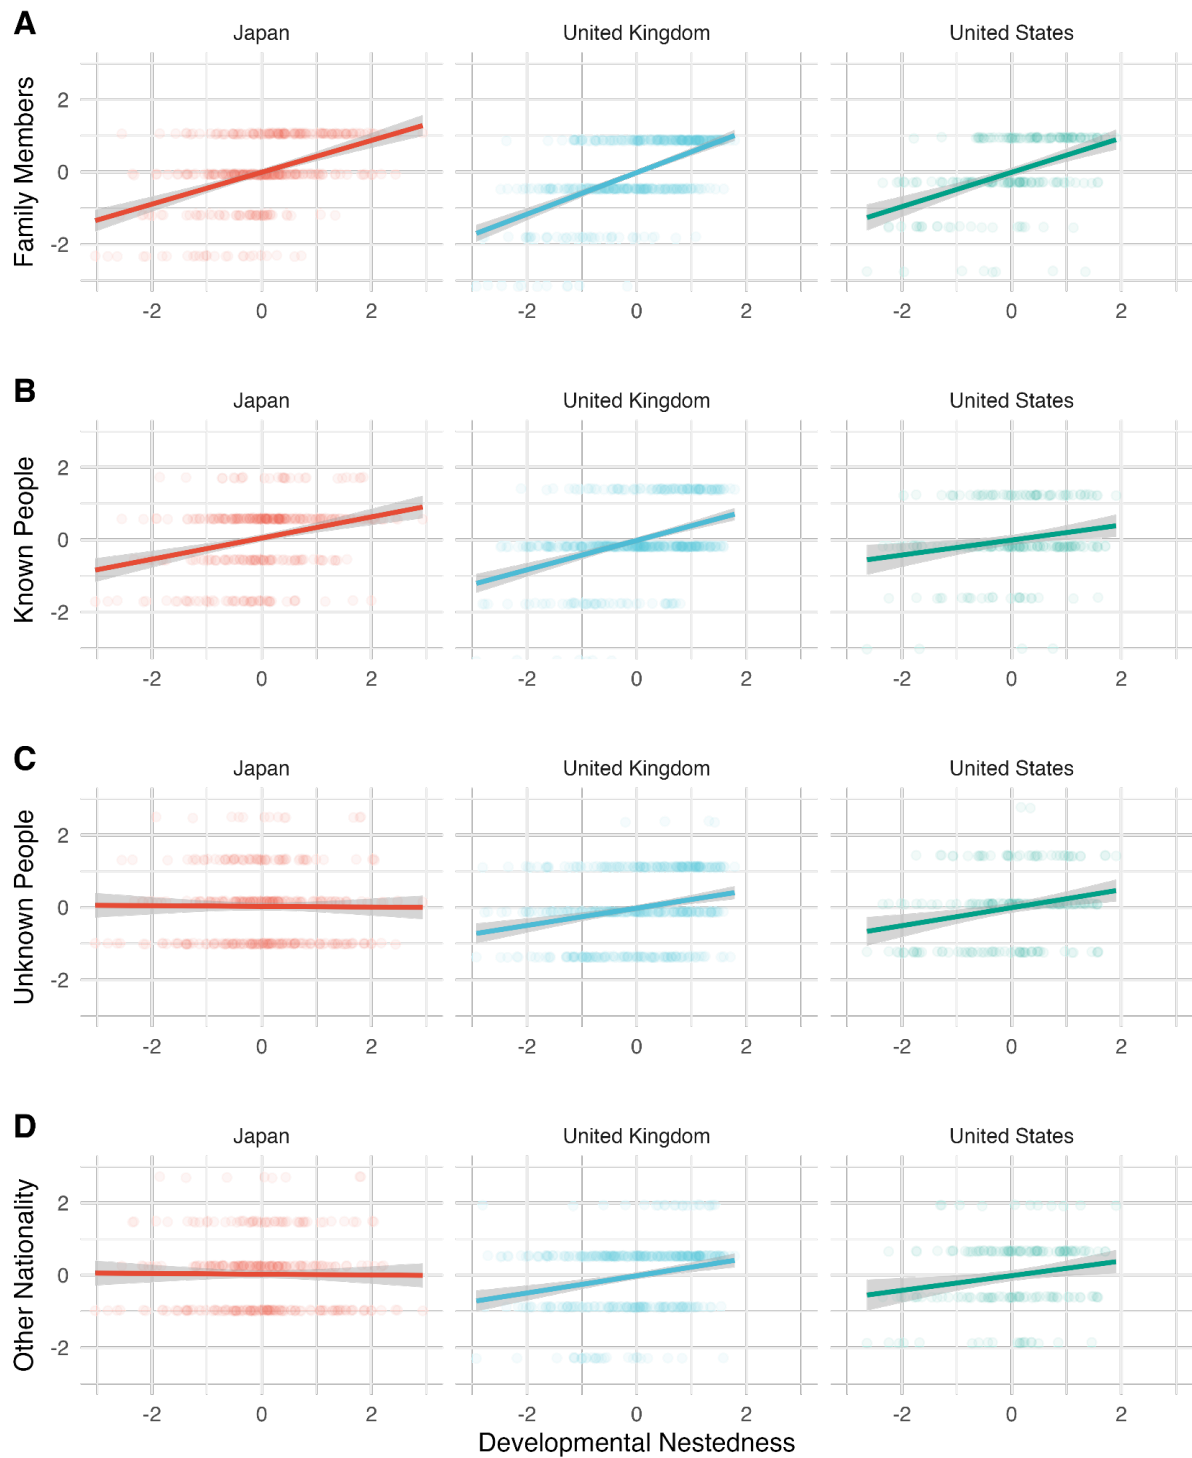 A
Japan United Kingdom United States
Family Members
2
0
-2
-2 0 2 -2 0 2 -2 0 2
B
Japan United Kingdom United States
Known People
2
0
-2
-2 0 2 -2 0 2 -2 0 2
C
Japan United Kingdom United States
Unknown People
2
0
-2
-2 0 2 -2 0 2 -2 0 2
D
Japan United Kingdom United States
Other Nationality
2
0
-2
-2 0 2 -2 0 2 -2 0 2
Developmental Nestedness